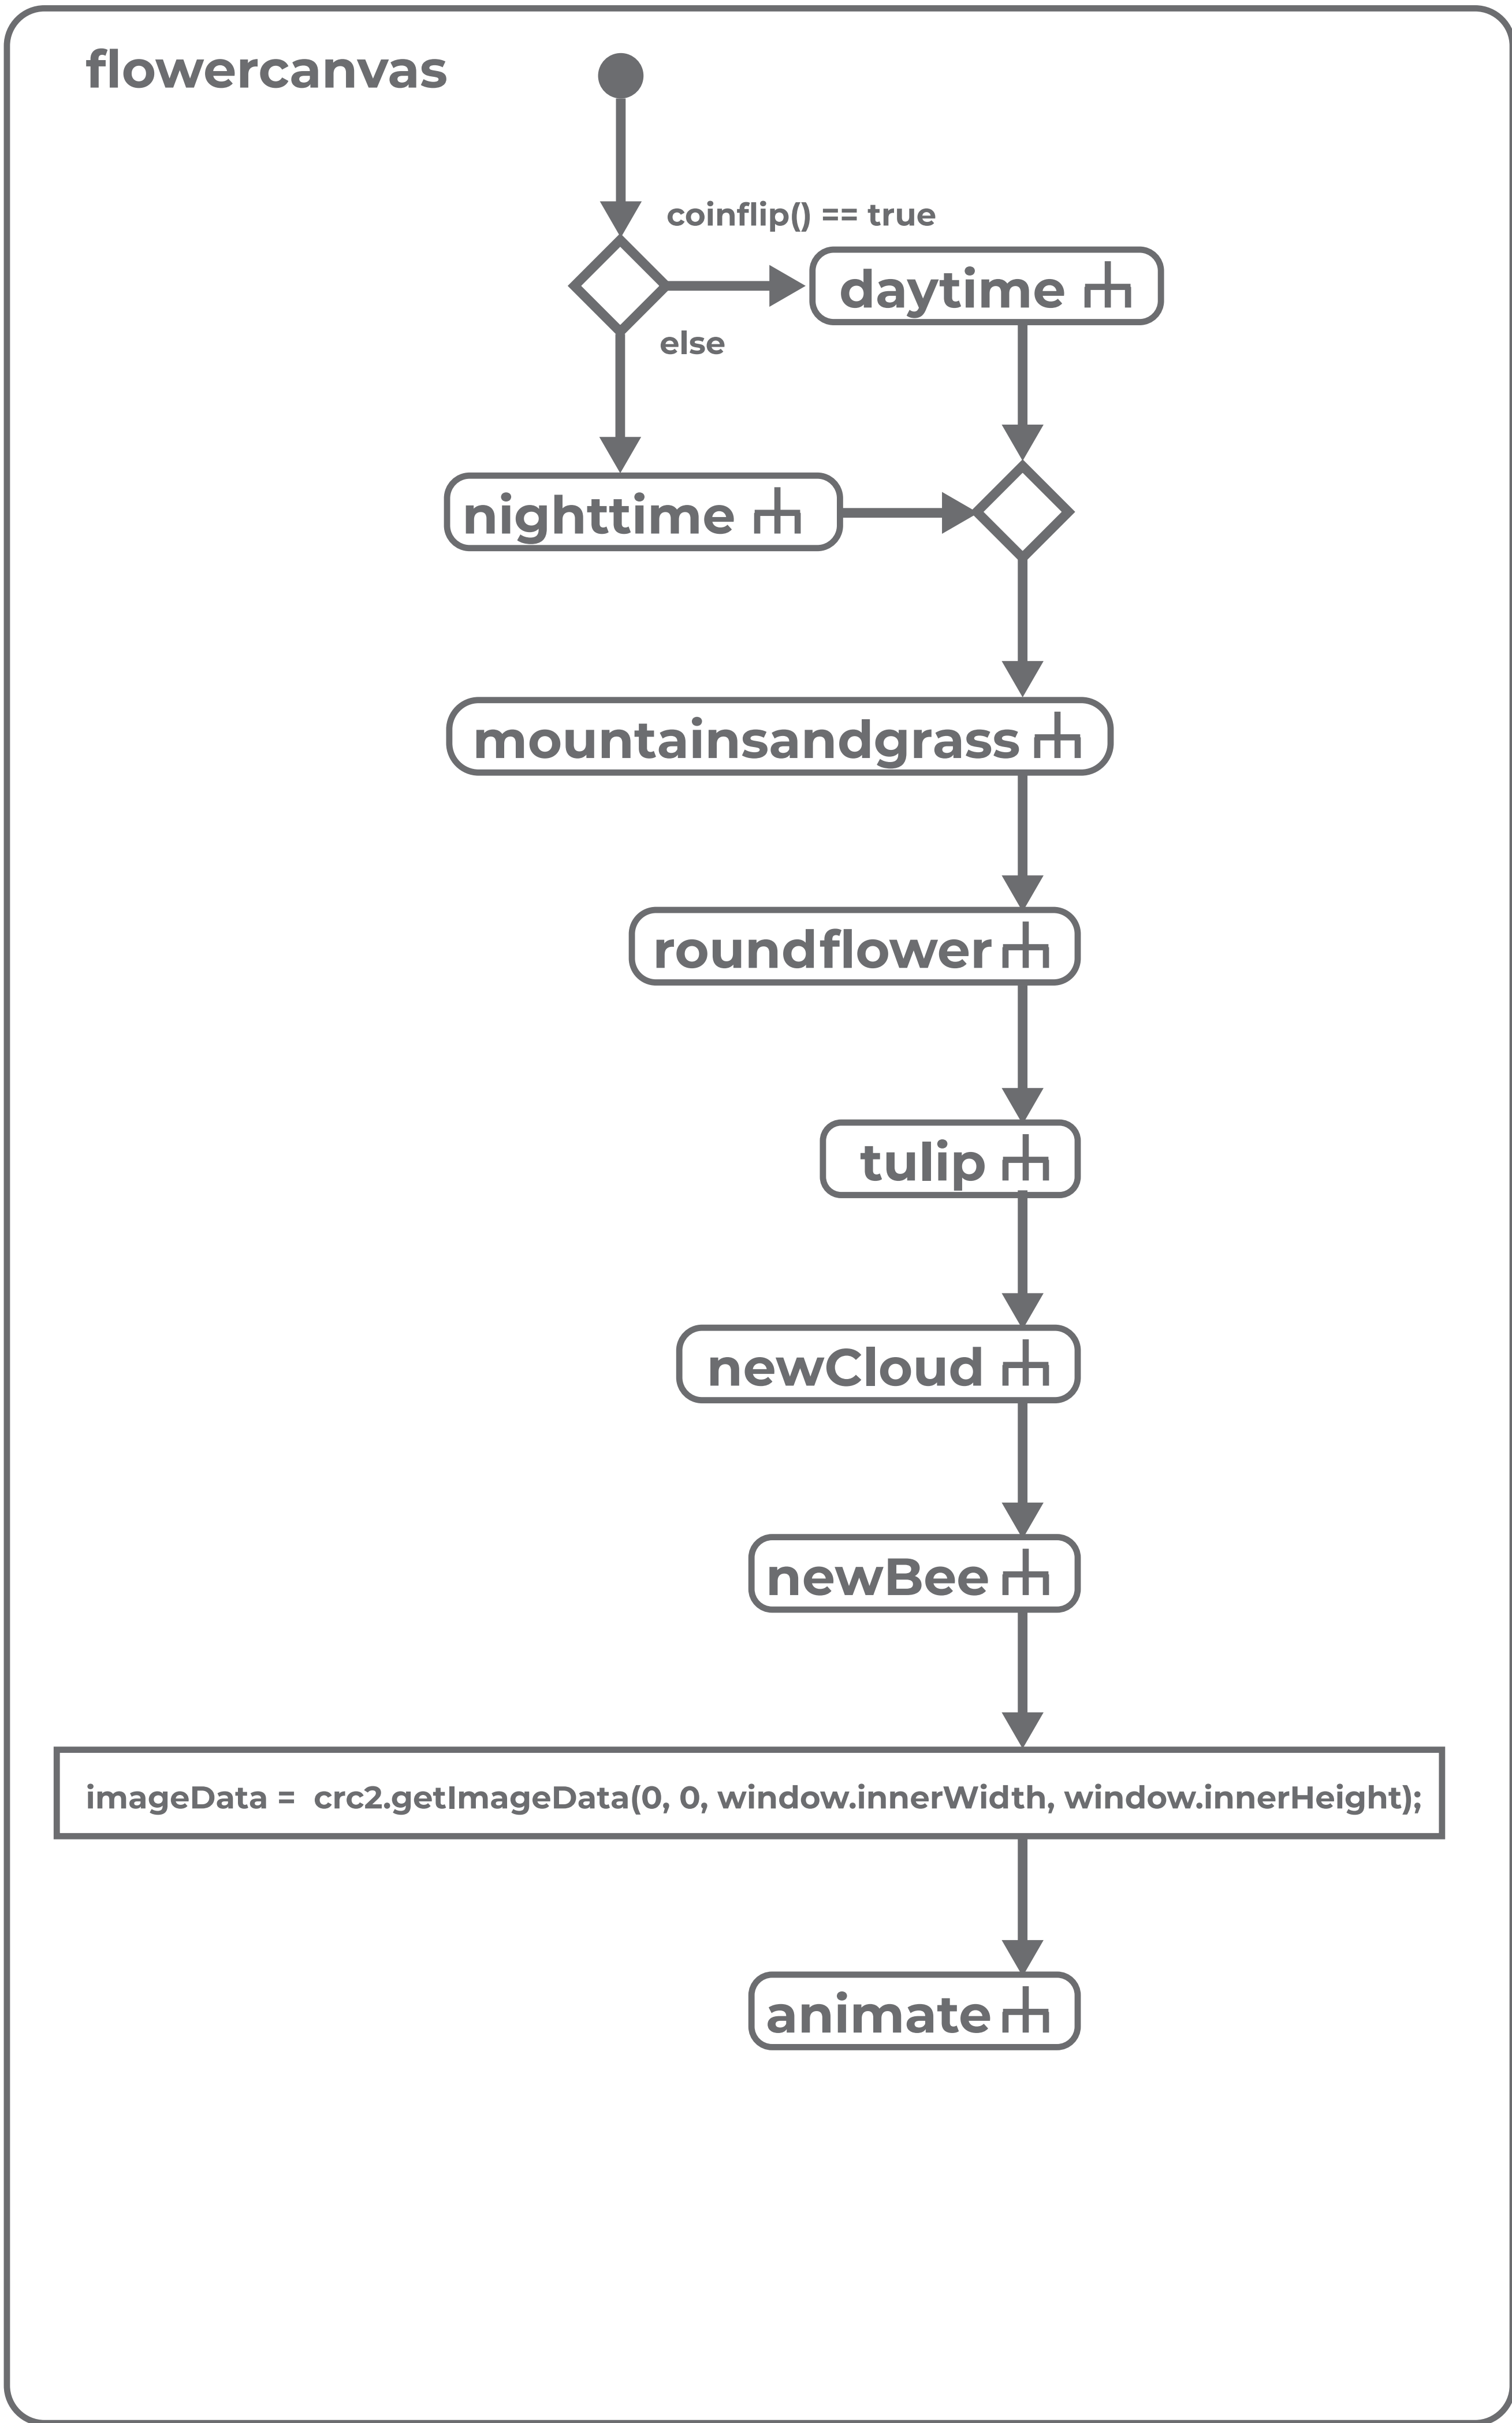 flowercanvas
coinflip() == true
daytime
else
nighttime
mountainsandgrass
roundflower
tulip
newCloud
newBee
imageData = crc2.getImageData(0, 0, window.innerWidth, window.innerHeight);
animate